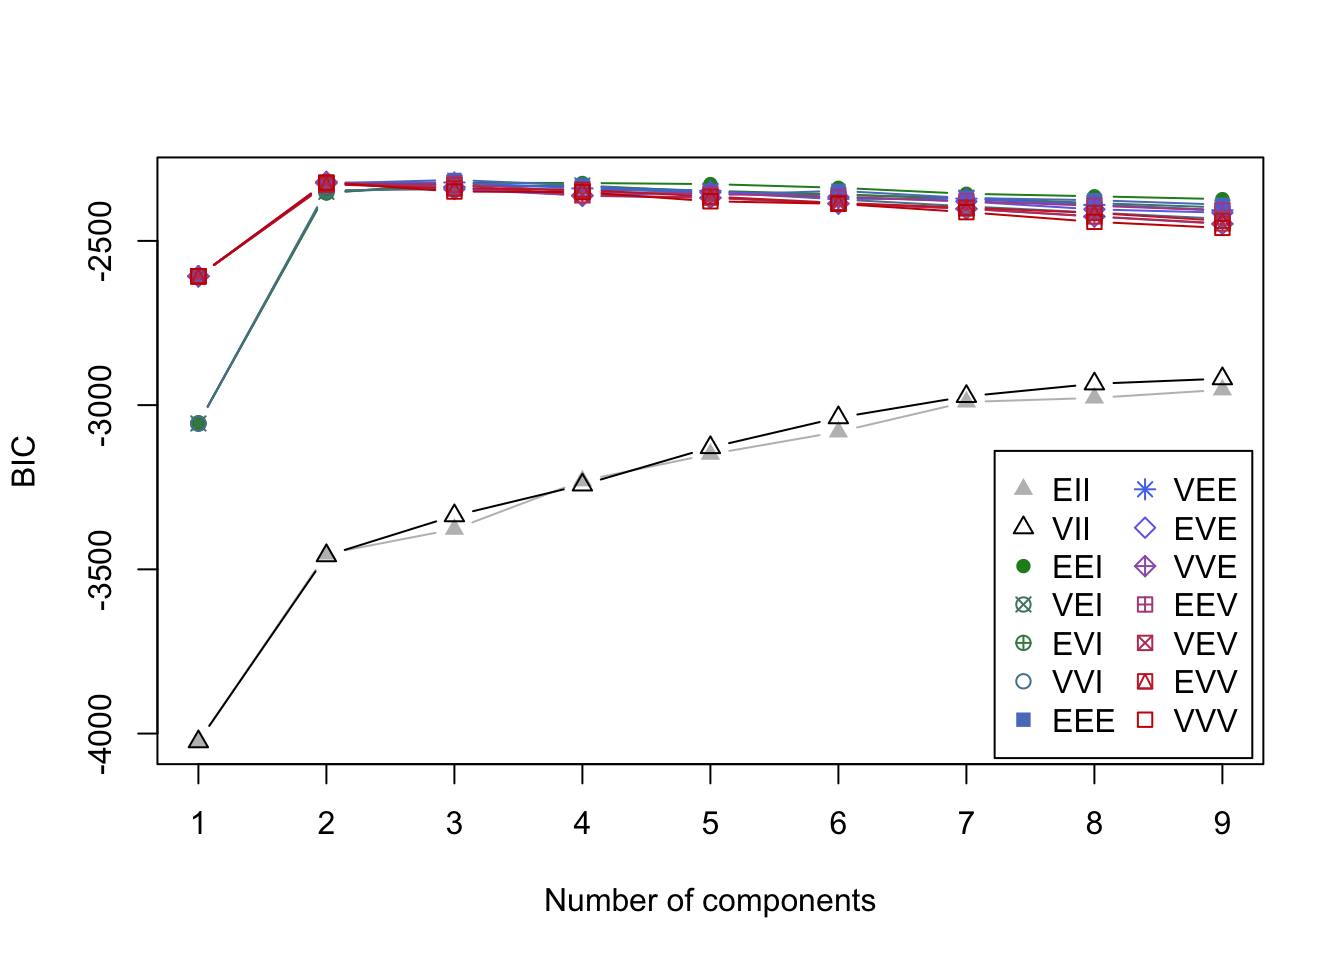 -2500
-3000
-3500
-4000
BIC
1 2 3 4 5 6 7 8 9
Number of components
EII VEE
VII EVE
EEI VVE
VEI EEV
EVI VEV
VVI EVV
EEE VVV